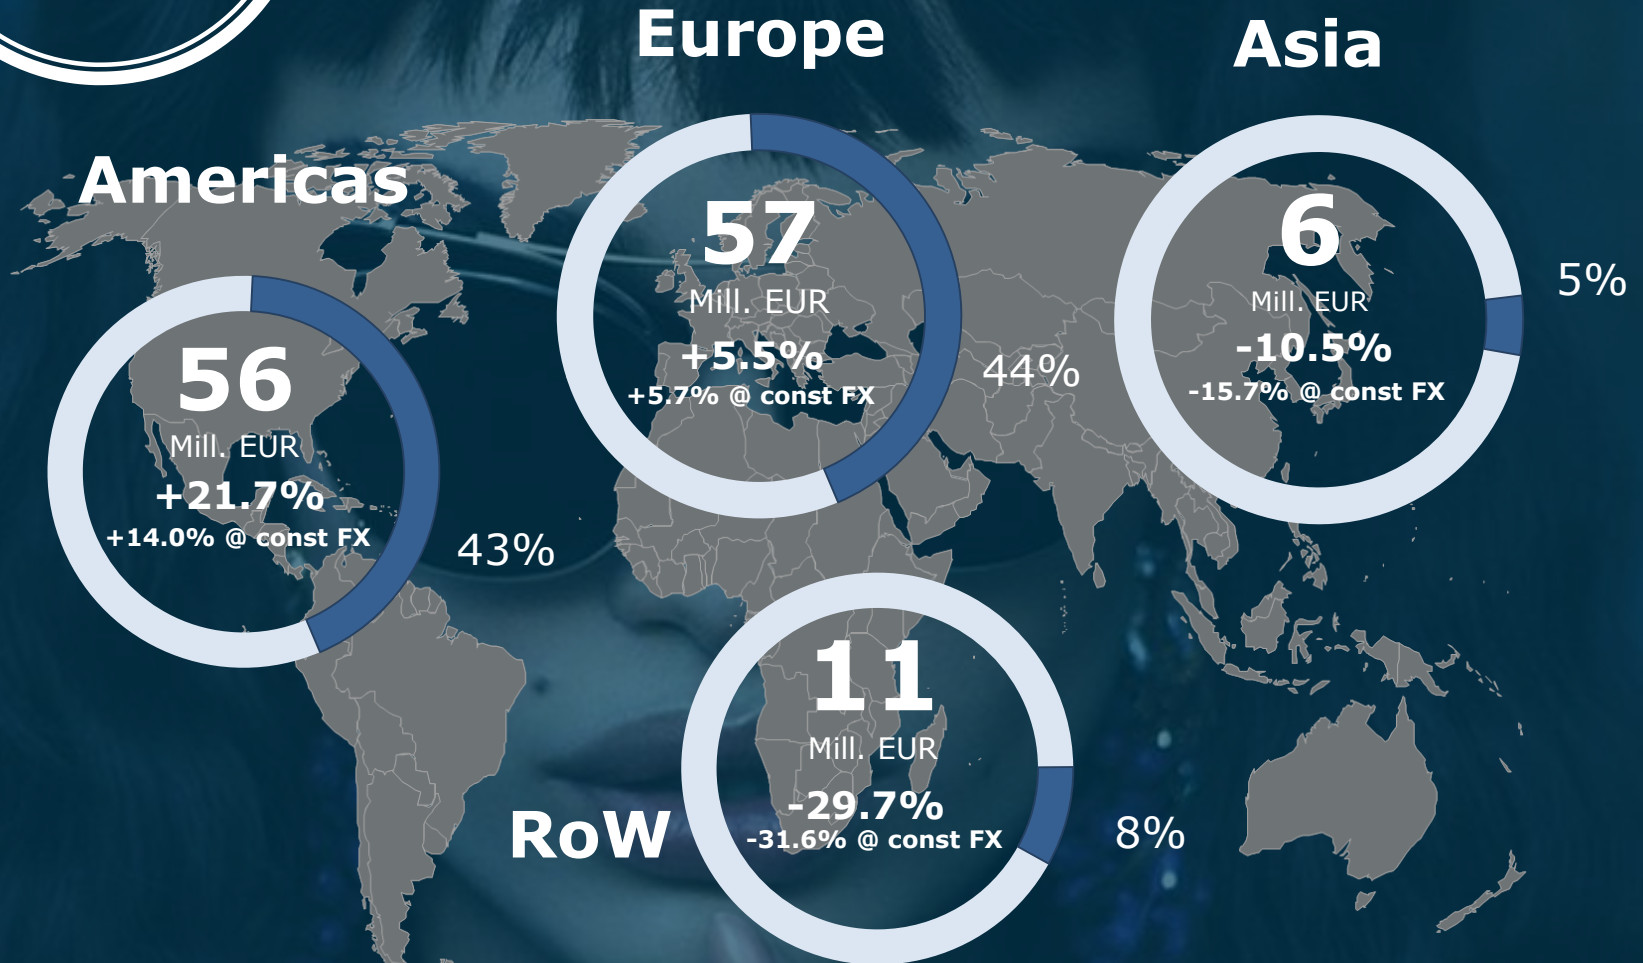 Europe
57
Mill. EUR
+5.5%
+5.7% @ const FX
44%
Asia
6
Mill. EUR
-10.5%
-15.7% @ const FX
5%
Americas
56
Mill. EUR
+21.7%
+14.0% @ const FX
43%
RoW
11
Mill. EUR
-29.7%
-31.6% @ const FX
8%